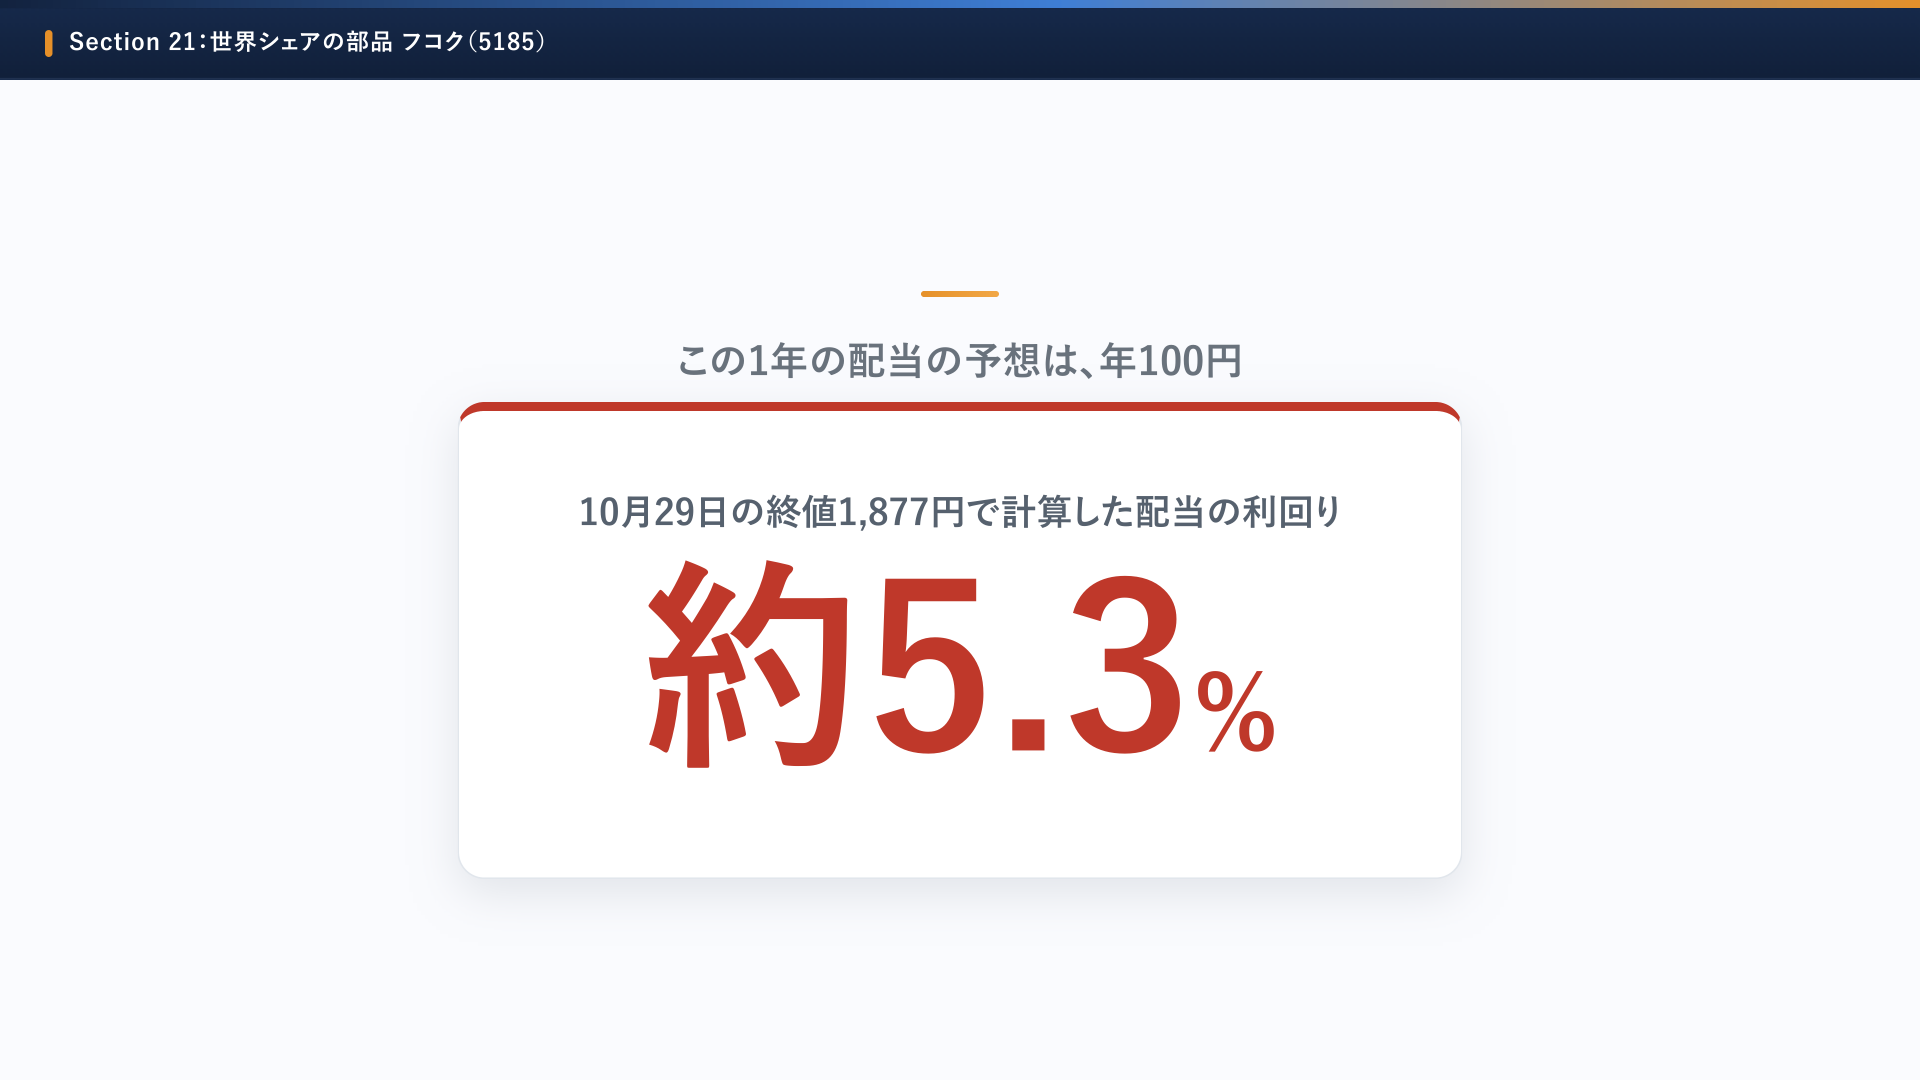 Section 21：世界シェアの部品 フコク（5185）
この1年の配当の予想は、年100円
10月29日の終値1,877円で計算した配当の利回り
約5.3%